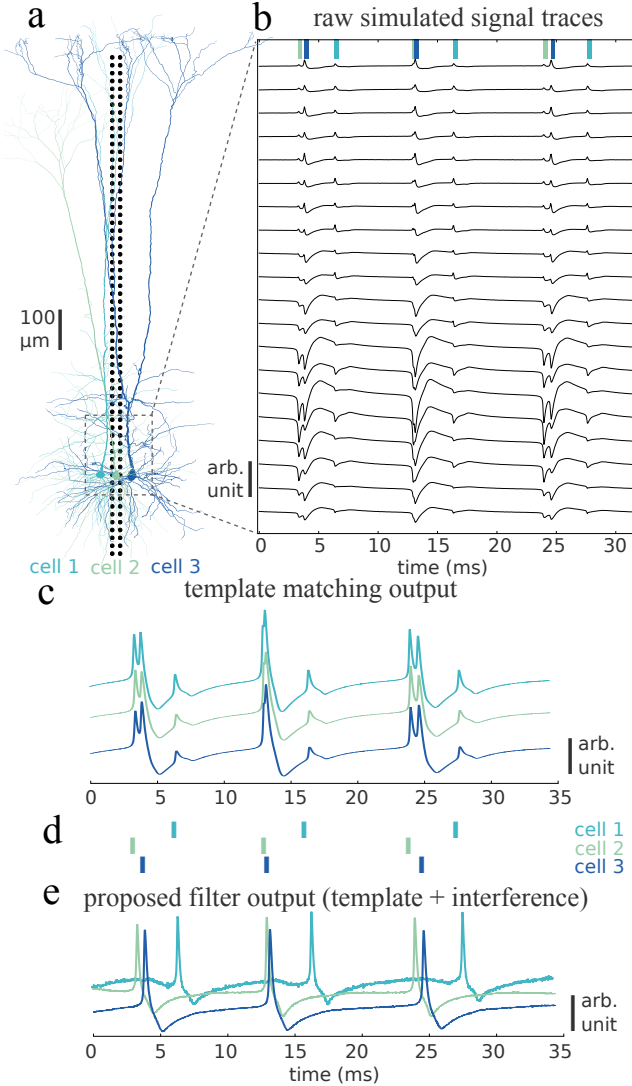 a
b raw simulated signal traces
100
μm
arb.
unit
0 5 10 15 20 25 30
time (ms)
cell 1 cell 2 cell 3
c template matching output
arb.
unit
0 5 10 15 20 25 30 35
d
cell 1
cell 2
cell 3
e proposed filter output (template + interference)
arb.
unit
0 5 10 15 20 25 30 35
time (ms)